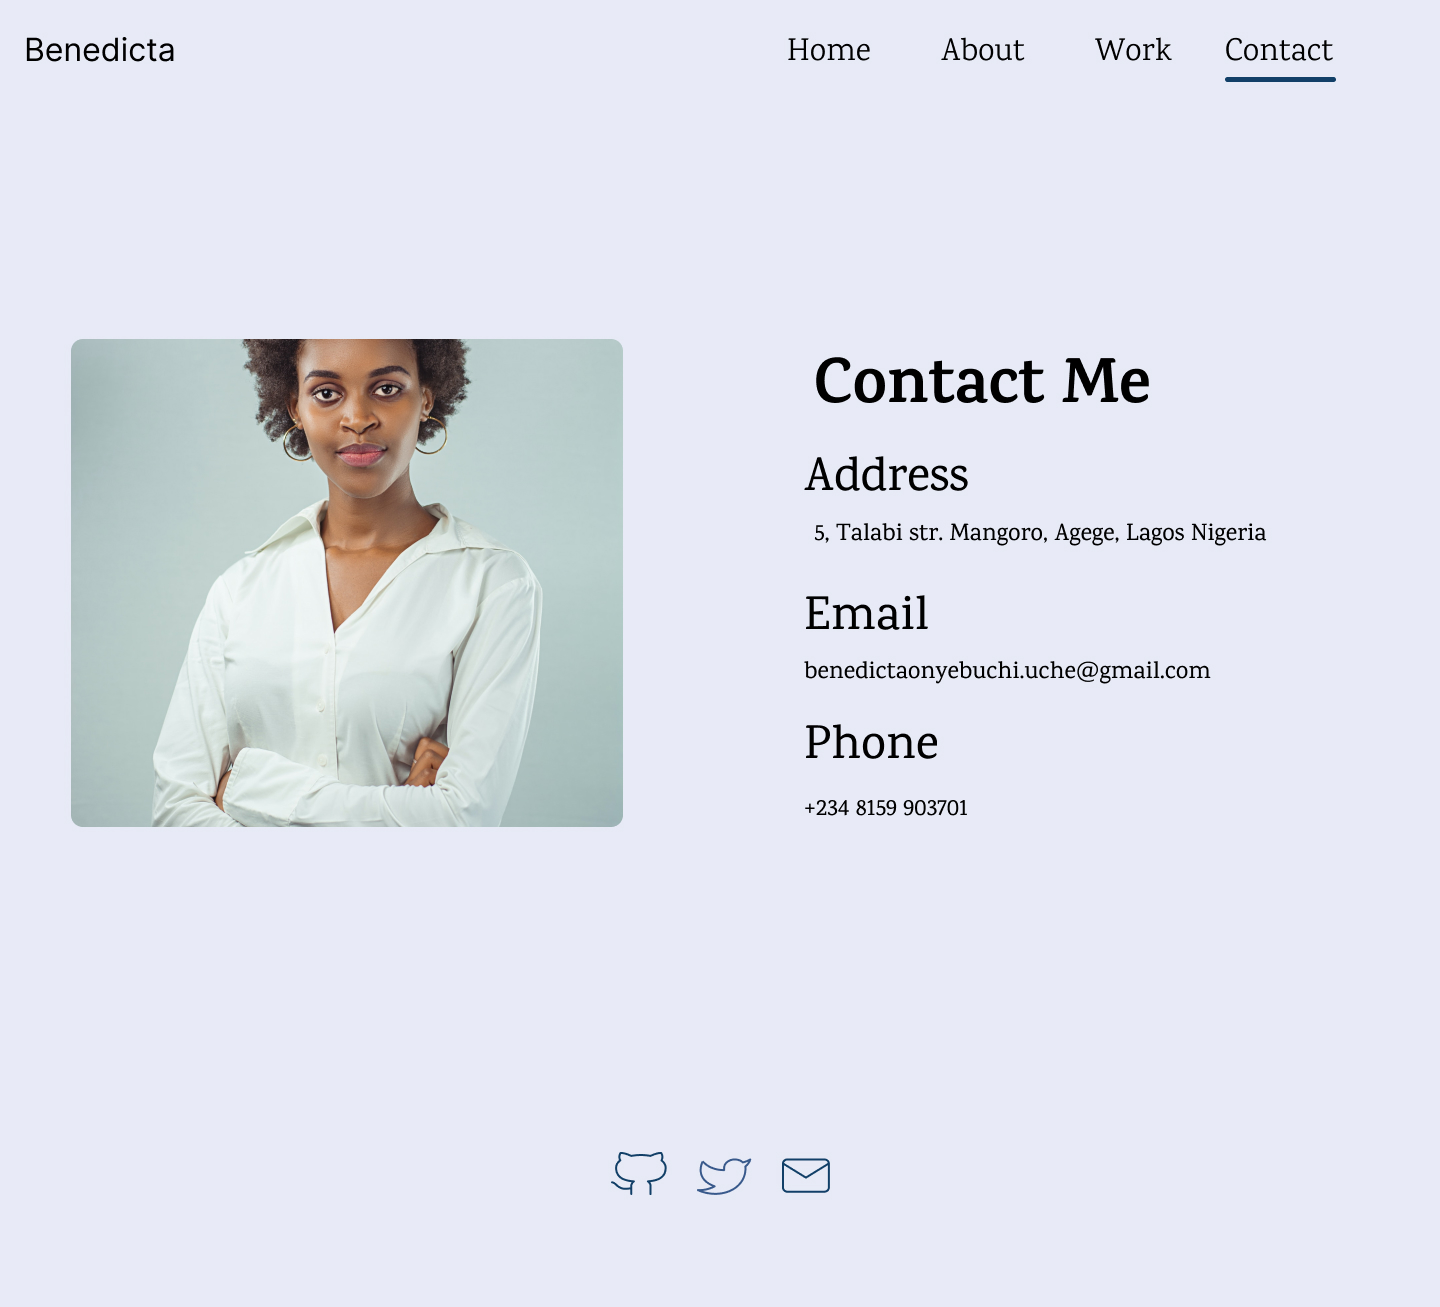 Benedicta
Home About Work Contact
Contact Me
Address
5, Talabi str. Mangoro, Agege, Lagos Nigeria
Email
benedictaonyebuchi.uche@gmail.com
Phone
+234 8159 903701